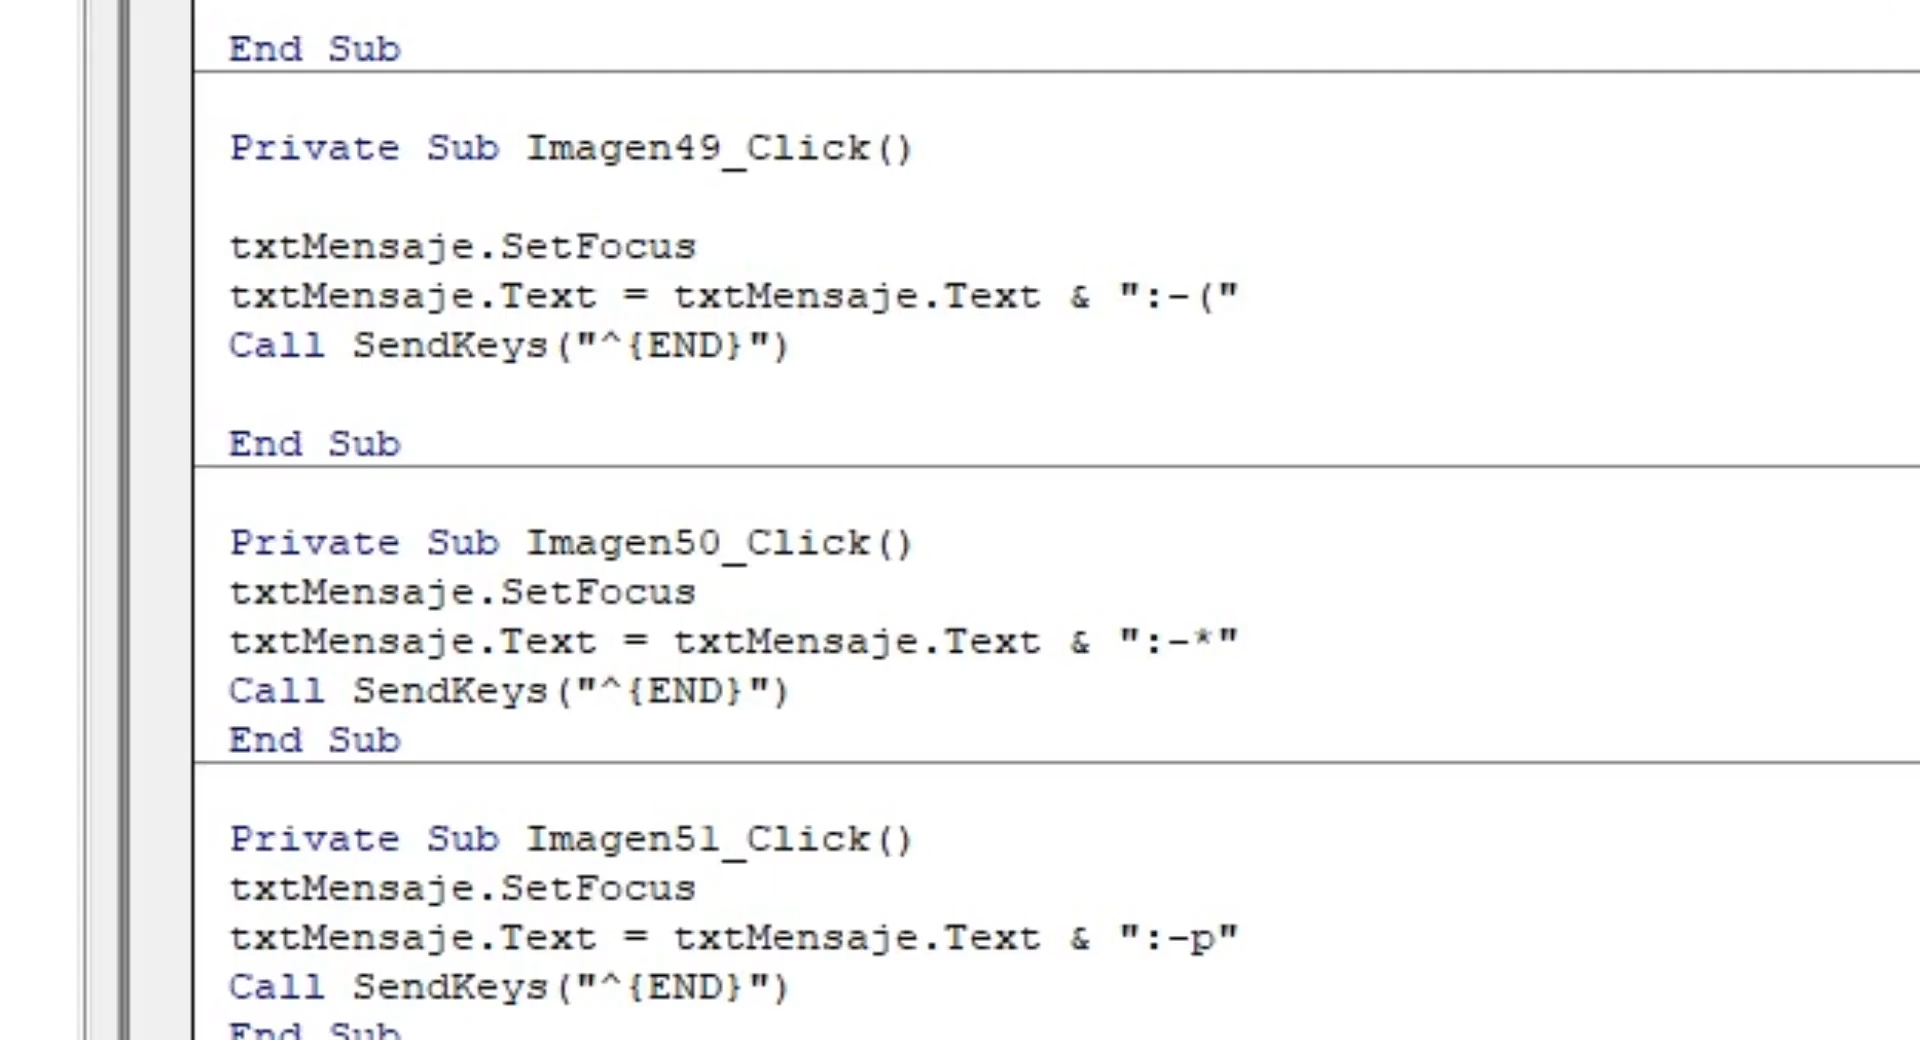 End Sub
Private Sub Imagen49_Click()
txtMensaje.SetFocus
txtMensaje.Text = txtMensaje.Text & ":-("
Call SendKeys("^{END}")
End Sub
Private Sub Imagen50_Click()
txtMensaje.SetFocus
txtMensaje.Text = txtMensaje.Text & ":-*"
Call SendKeys("^{END}")
End Sub
Private Sub Imagen51_Click()
txtMensaje.SetFocus
txtMensaje.Text = txtMensaje.Text & ":-p"
Call SendKeys("^{END}")
End Sub